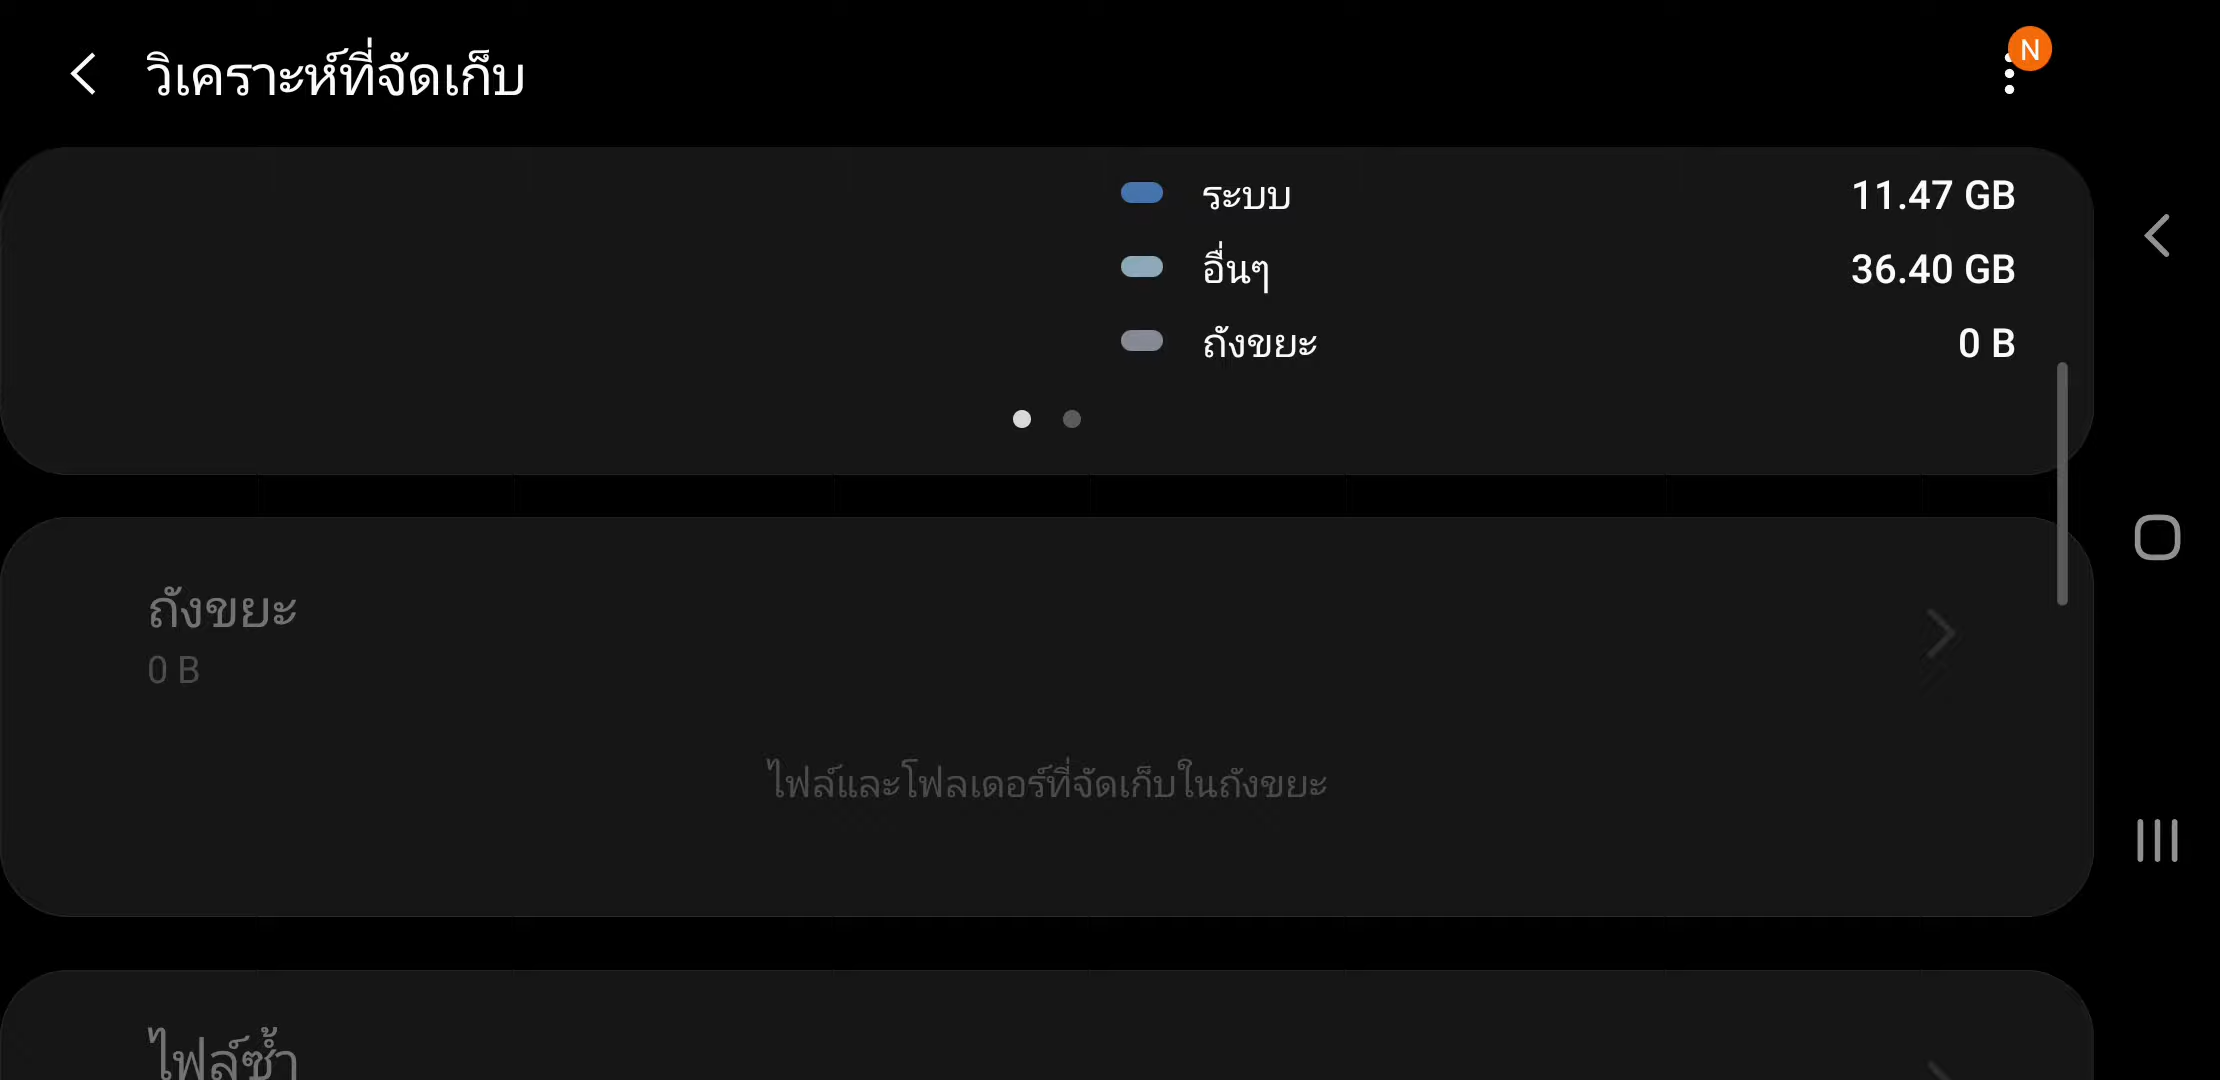 วิเคราะห์ที่จัดเก็บ
N
ระบบ 11.47 GB
อื่นๆ 36.40 GB
ถังขยะ 0 B
ถังขยะ
0 B
ไฟล์และโฟลเดอร์ที่จัดเก็บในถังขยะ
ไฟล์ซ้ำ